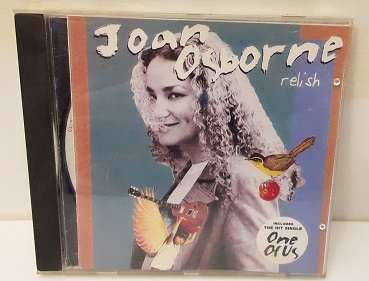 Joan
Osborne
relish
INCLUDES
THE HIT SINGLE
One
Of Us